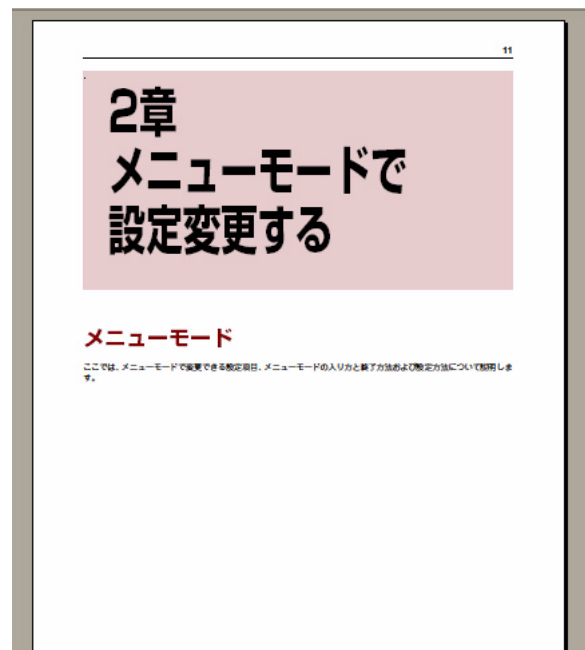 11
2章
メニューモードで
設定変更する
メニューモード
ここでは、メニューモードで変更できる設定項目、メニューモードの入り方と終了方法および設定方法について説明しま
す。